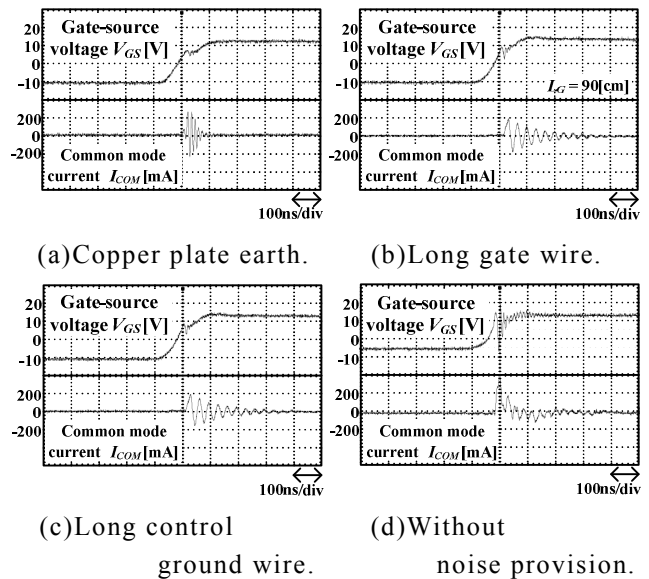 20
10
0
-10
Gate-source
voltage VGS [V]
200
0
-200
Common mode
current ICOM [mA]
100ns/div
(a)Copper plate earth.
20
10
0
-10
Gate-source
voltage VGS [V]
LG = 90[cm]
200
0
-200
Common mode
current ICOM [mA]
100ns/div
(b)Long gate wire.
20
10
0
-10
Gate-source
voltage VGS [V]
200
0
-200
Common mode
current ICOM [mA]
100ns/div
(c)Long control
ground wire.
20
10
0
-10
Gate-source
voltage VGS [V]
200
0
-200
Common mode
current ICOM [mA]
100ns/div
(d)Without
noise provision.